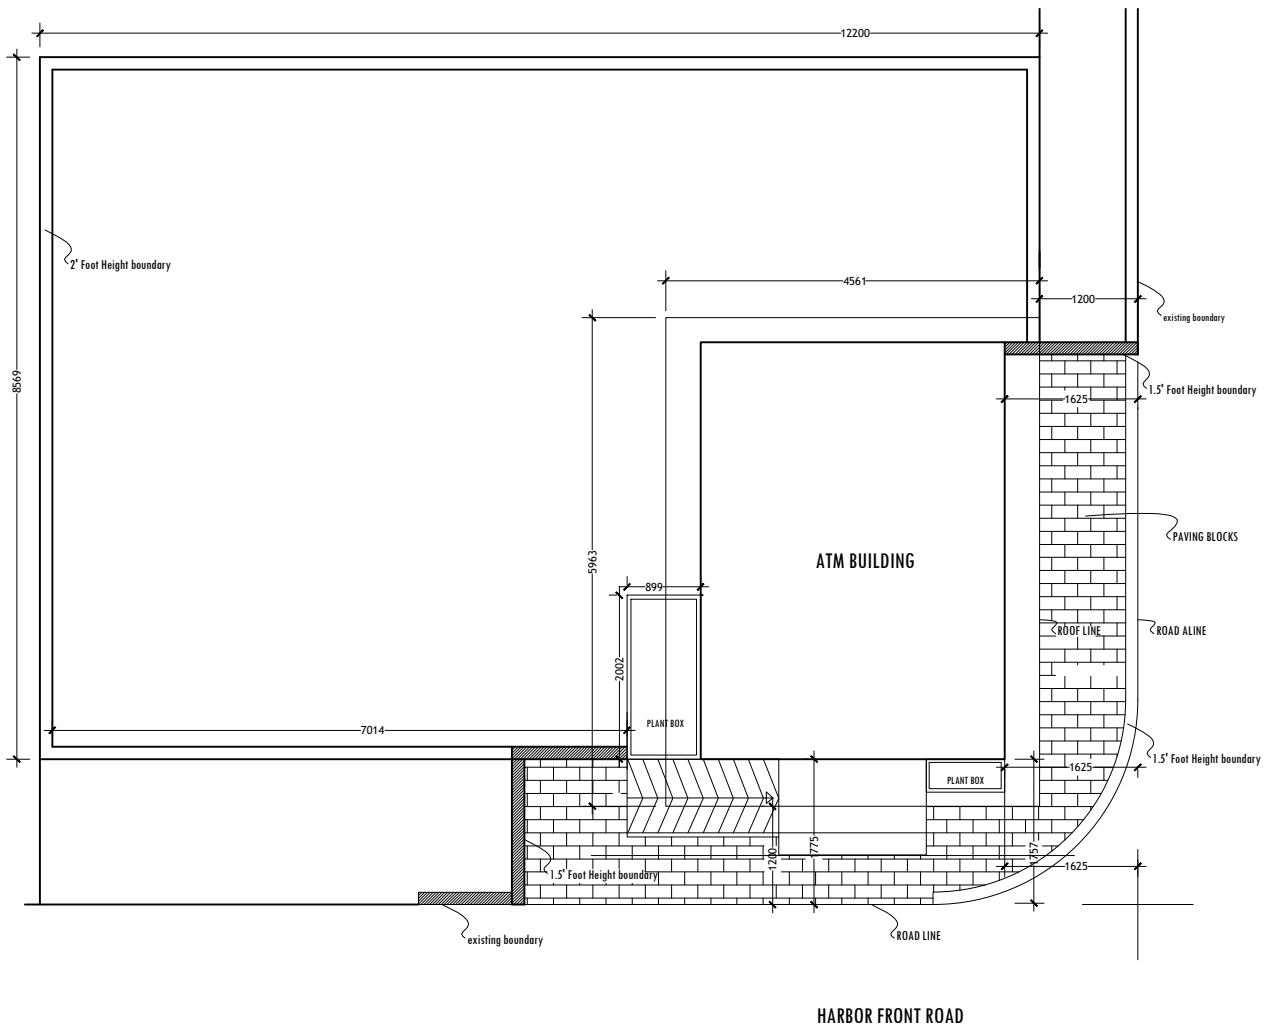 12200
8569
2' Foot Height boundary
4561
1200
existing boundary
1.5' Foot Height boundary
1625
PAVING BLOCKS
ATM BUILDING
5963
899
ROOF LINE
ROAD ALINE
2002
PLANT BOX
7014
1.5' Foot Height boundary
1625
PLANT BOX
1200
1775
1757
1625
1.5' Foot Height boundary
existing boundary
ROAD LINE
HARBOR FRONT ROAD